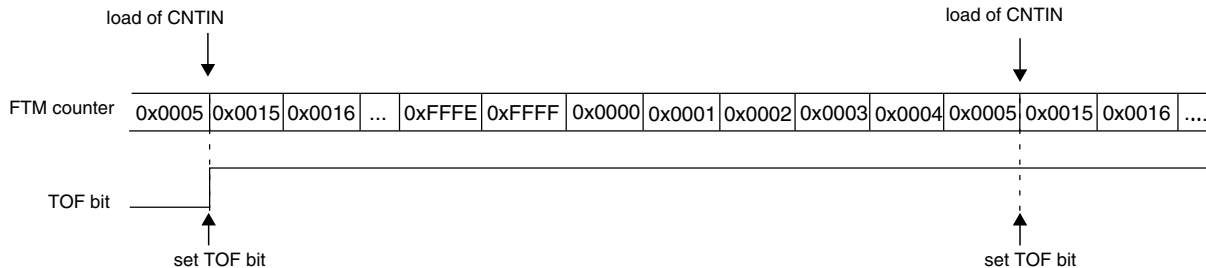 load of CNTIN load of CNTIN
FTM counter 0x0005 0x0015 0x0016 ... 0xFFFE 0xFFFF 0x0000 0x0001 0x0002 0x0003 0x0004 0x0005 0x0015 0x0016 ....
TOF bit
set TOF bit set TOF bit